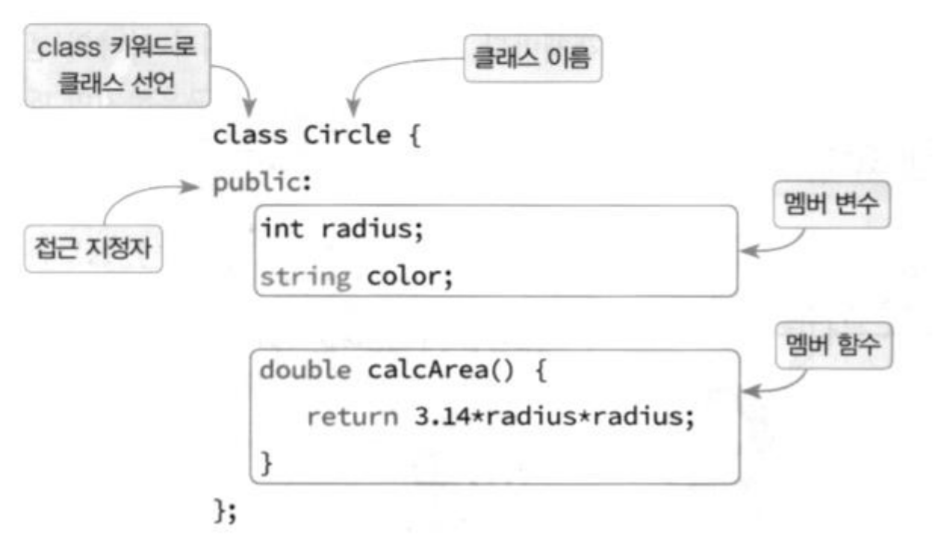 class 키워드로
클래스 선언
클래스 이름
class Circle {
public:
접근 지정자
멤버 변수
int radius;
string color;
멤버 함수
double calcArea() {
return 3.14*radius*radius;
}
};